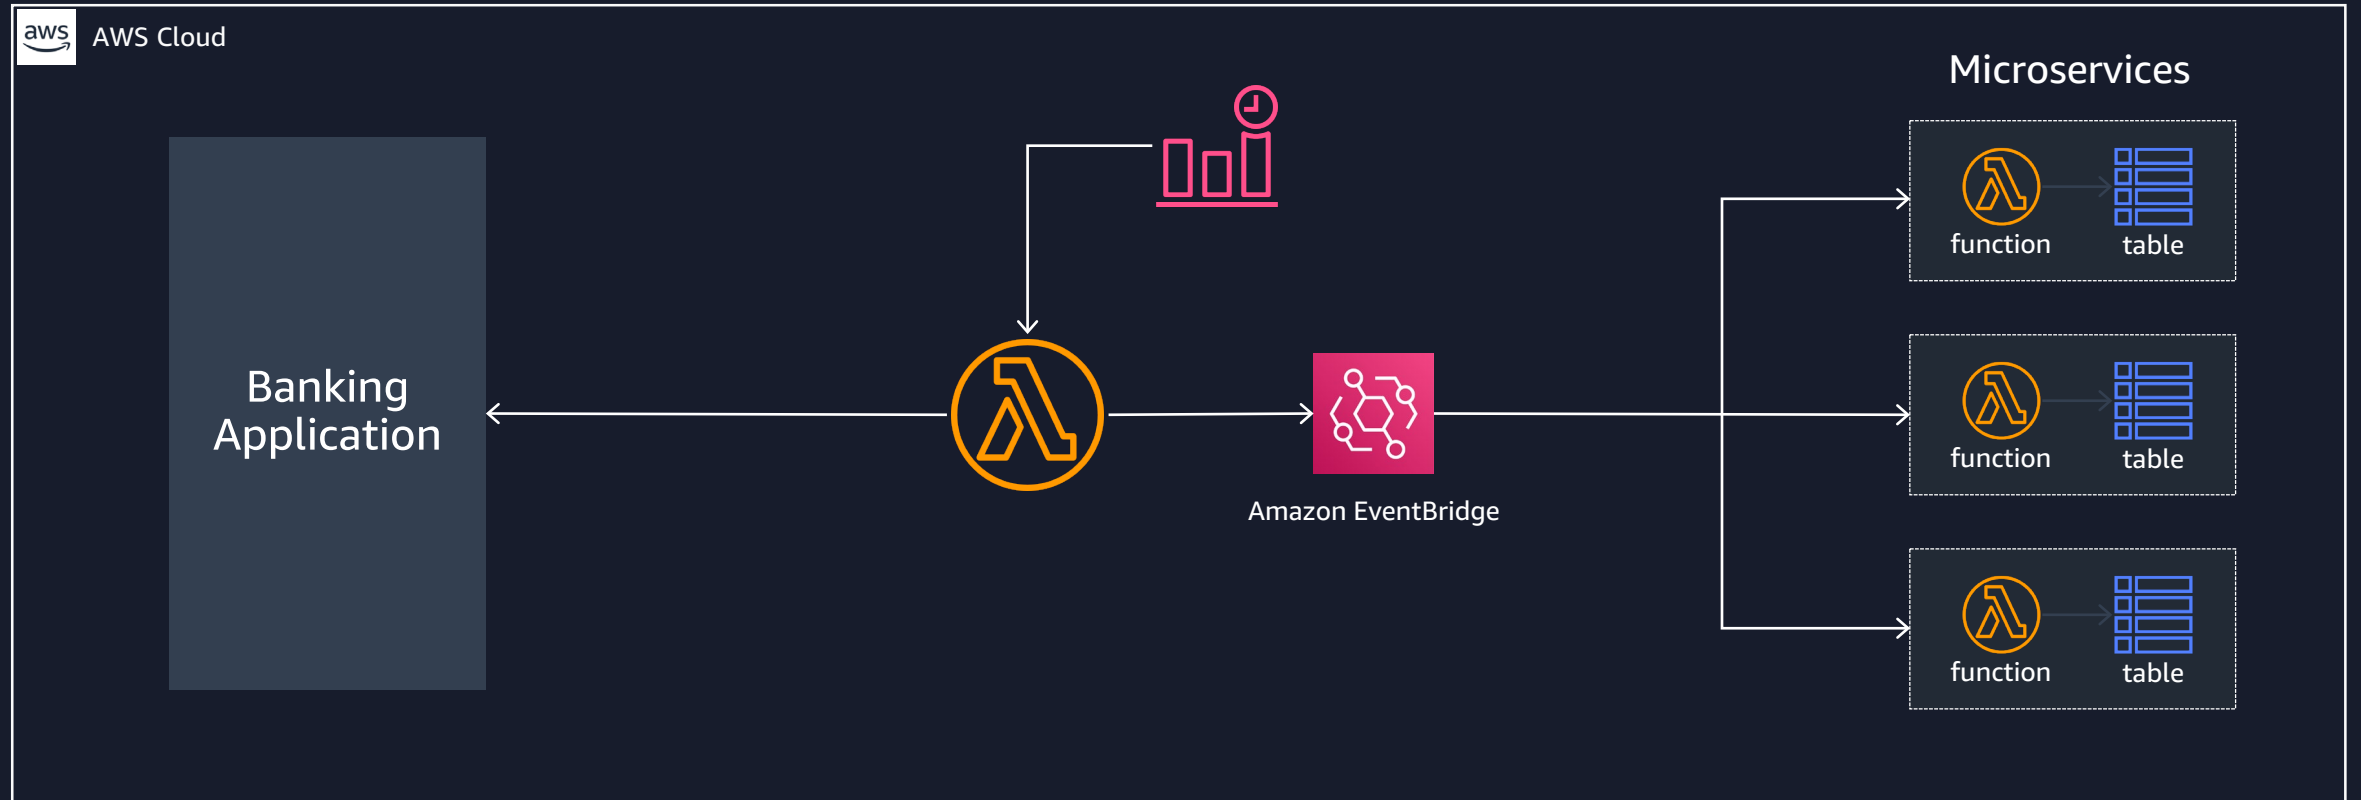 aws
AWS Cloud
Microservices
function
table
Banking
Application
Amazon EventBridge
function
table
function
table